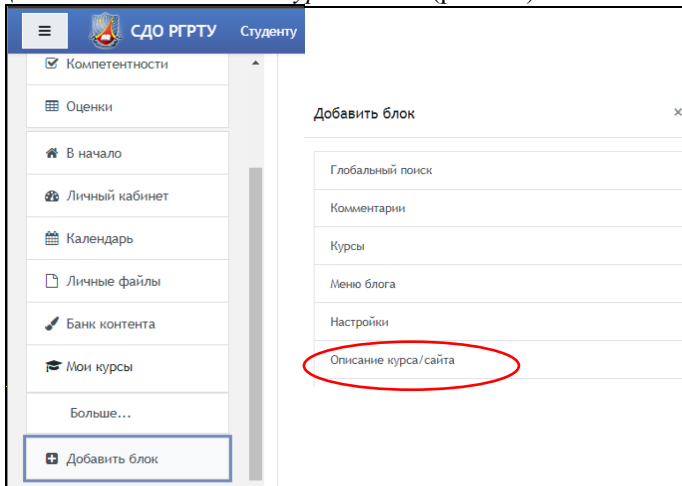 СДО РГРТУ Студенту
Компетентности
Оценки
В начало
Личный кабинет
Календарь
Личные файлы
Банк контента
Мои курсы
Больше...
Добавить блок
Добавить блок ×
Глобальный поиск
Комментарии
Курсы
Меню блога
Настройки
Описание курса/сайта